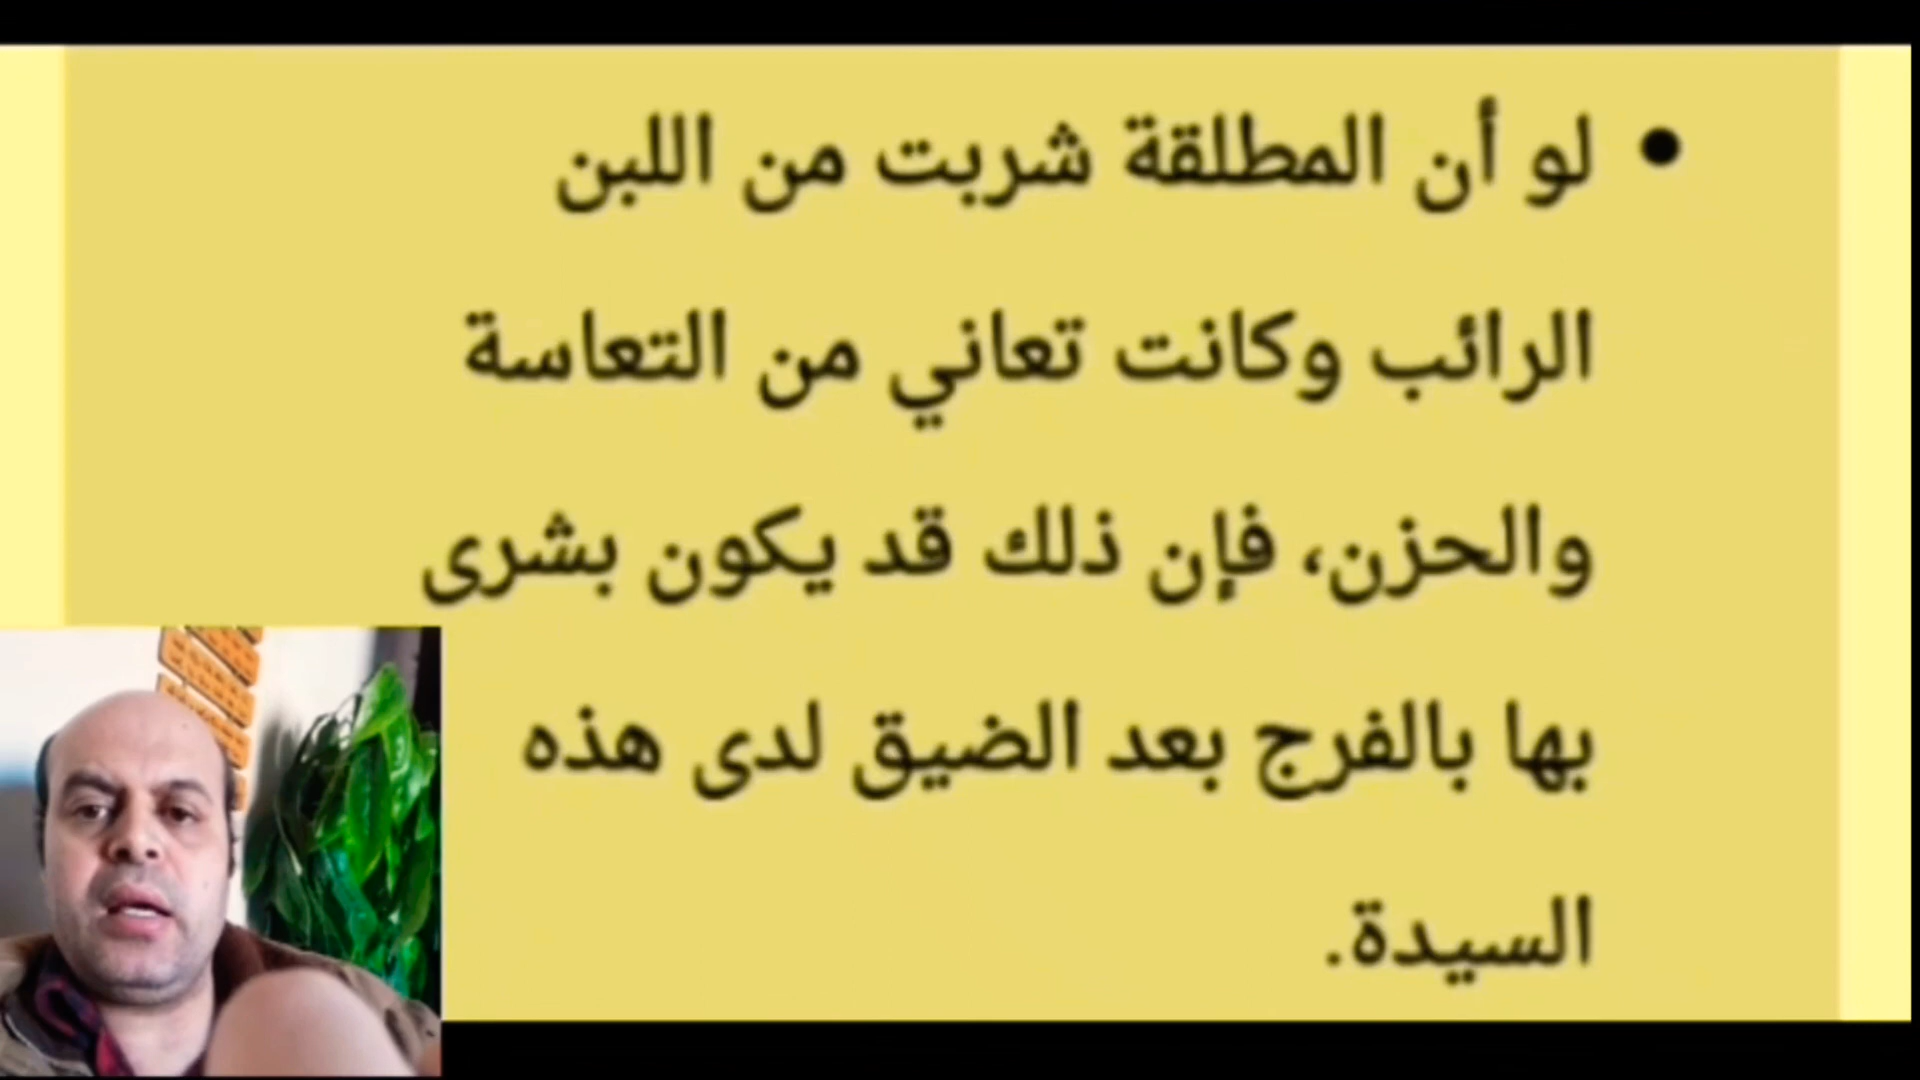 • لو أن المطلقة شربت من اللبن
الرائب وكانت تعاني من التعاسة
والحزن، فإن ذلك قد يكون بشرى
بها بالفرج بعد الضيق لدى هذه
السيدة.